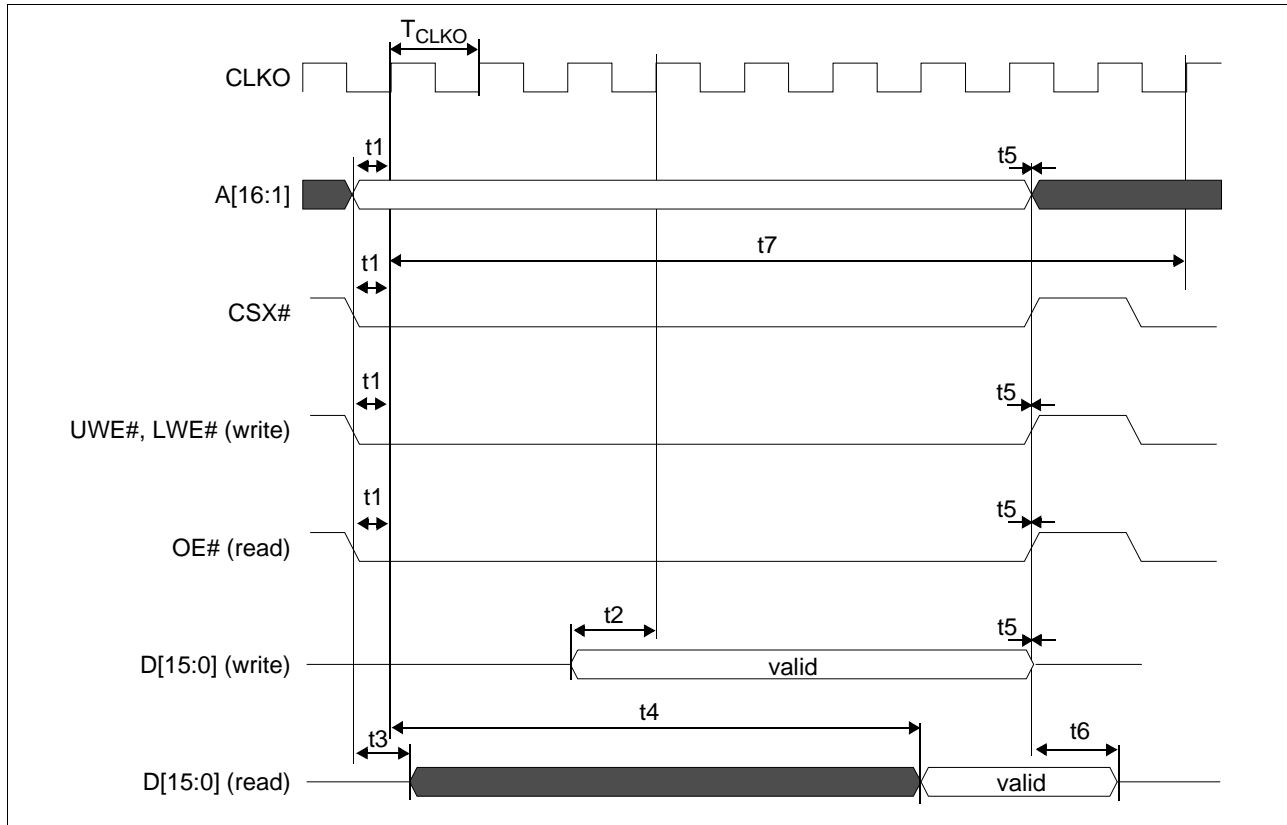 T_CLKO
CLKO
t1
t5
A[16:1]
t7
t1
CSX#
t1
t5
UWE#, LWE# (write)
t1
t5
OE# (read)
t2
t5
D[15:0] (write)
valid
t4
t3
t6
D[15:0] (read)
valid